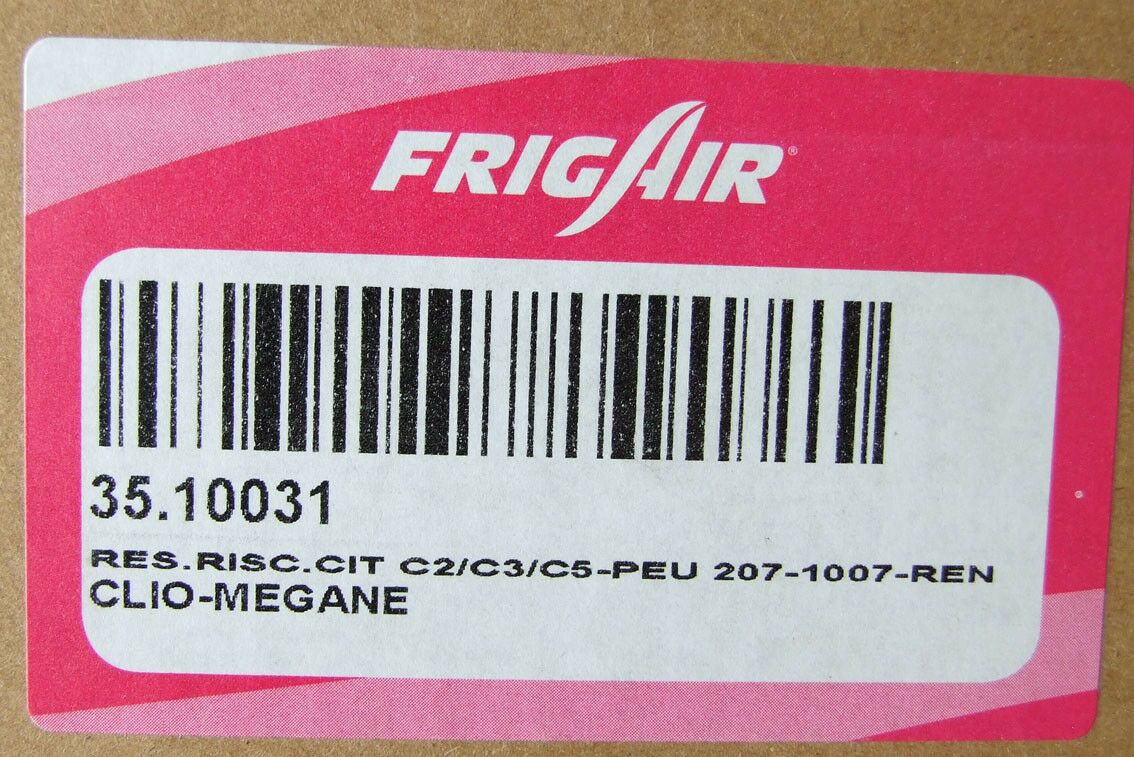 FRIGAIR®
35.10031
RES.RISC.CIT C2/C3/C5-PEU 207-1007-REN
CLIO-MEGANE